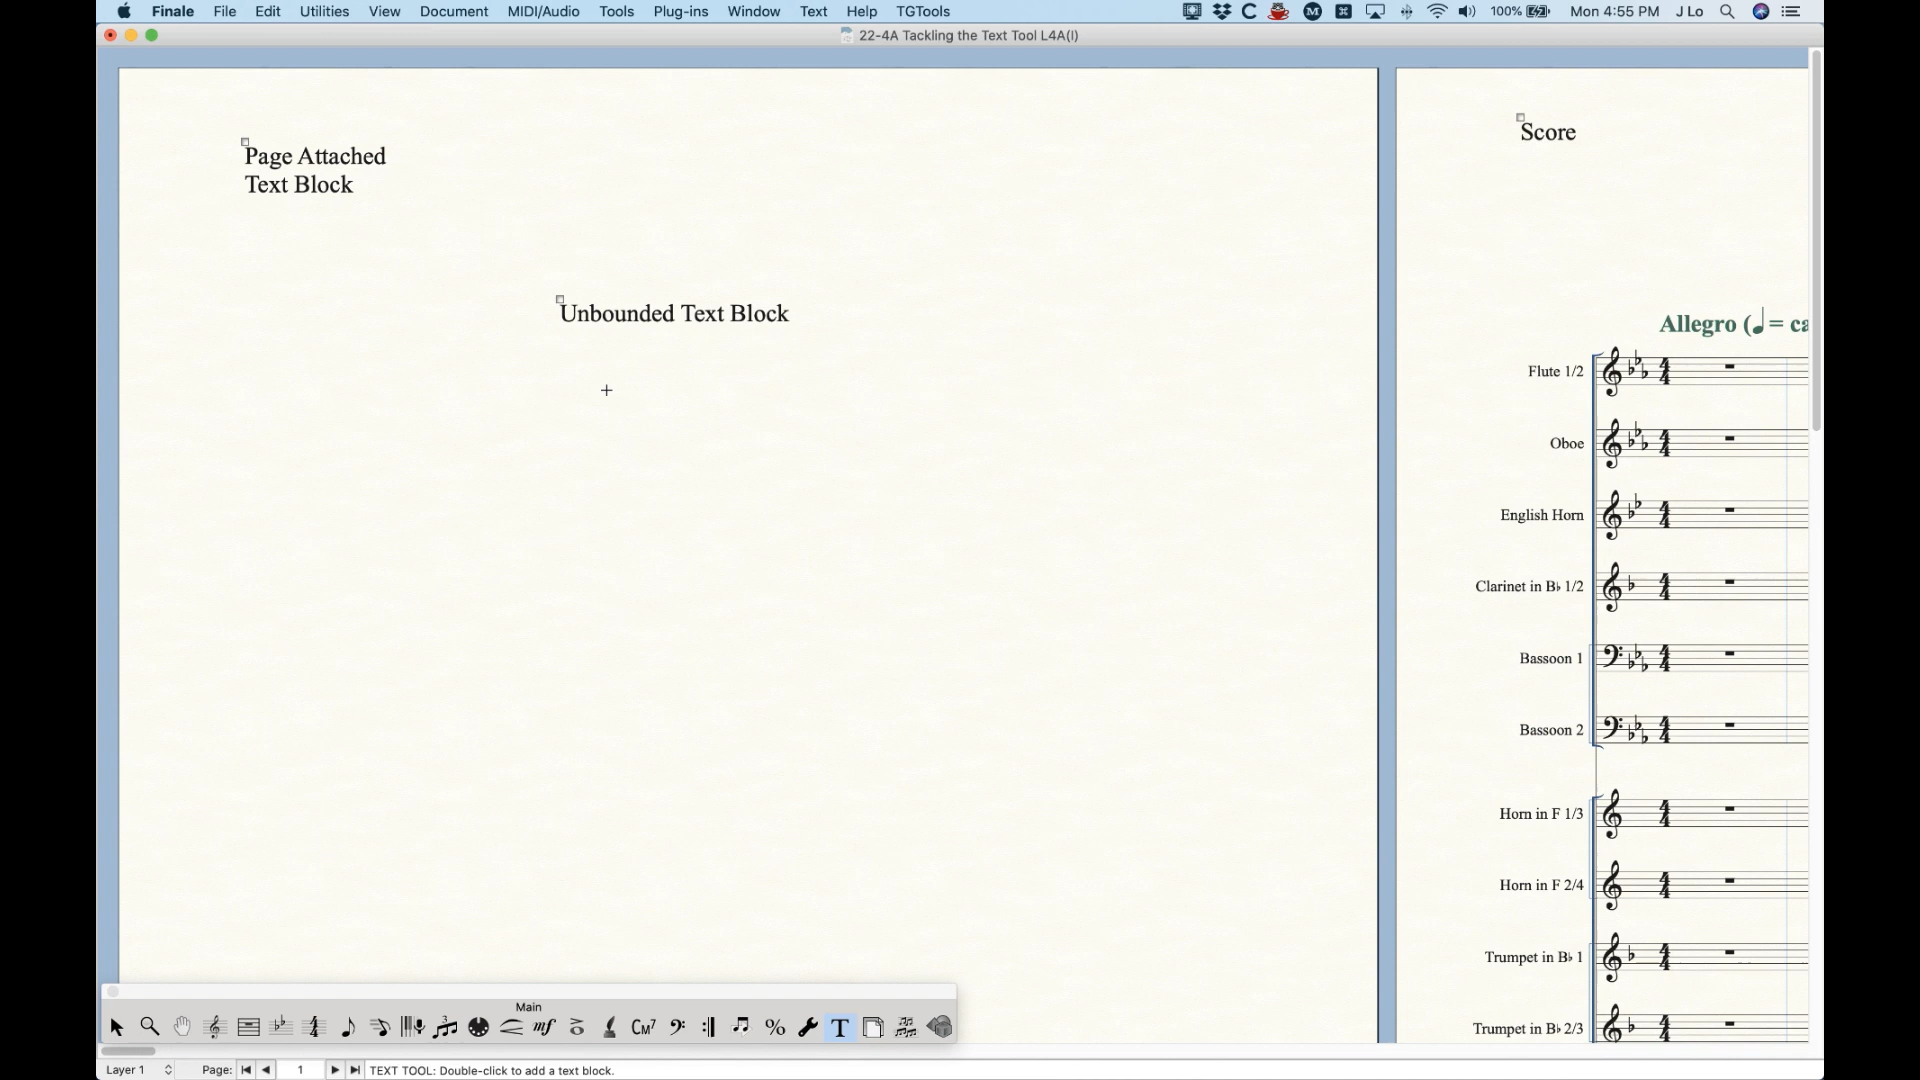 Finale File Edit Utilities View Document MIDI/Audio Tools Plug-ins Window Text Help TGTools 100% Mon 4:55 PM J Lo
22-4A Tackling the Text Tool L4A(I)
Page Attached
Text Block
Unbounded Text Block
Score
Allegro (♩ = ca
Flute 1/2
Oboe
English Horn
Clarinet in B♭ 1/2
Bassoon 1
Bassoon 2
Horn in F 1/3
Horn in F 2/4
Trumpet in B♭ 1
Trumpet in B♭ 2/3
Main
mf CM7 % T
Layer 1 Page: 1 TEXT TOOL: Double-click to add a text block.